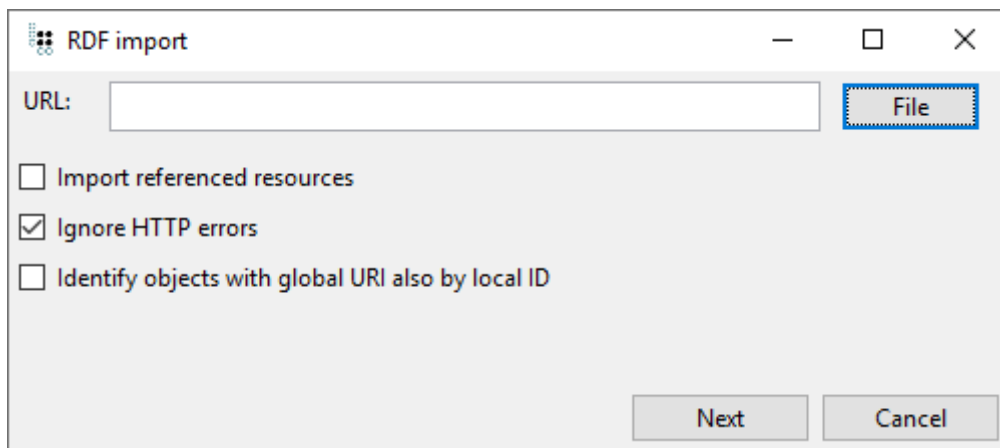 RDF import
URL: File
Import referenced resources
Ignore HTTP errors
Identify objects with global URI also by local ID
Next Cancel